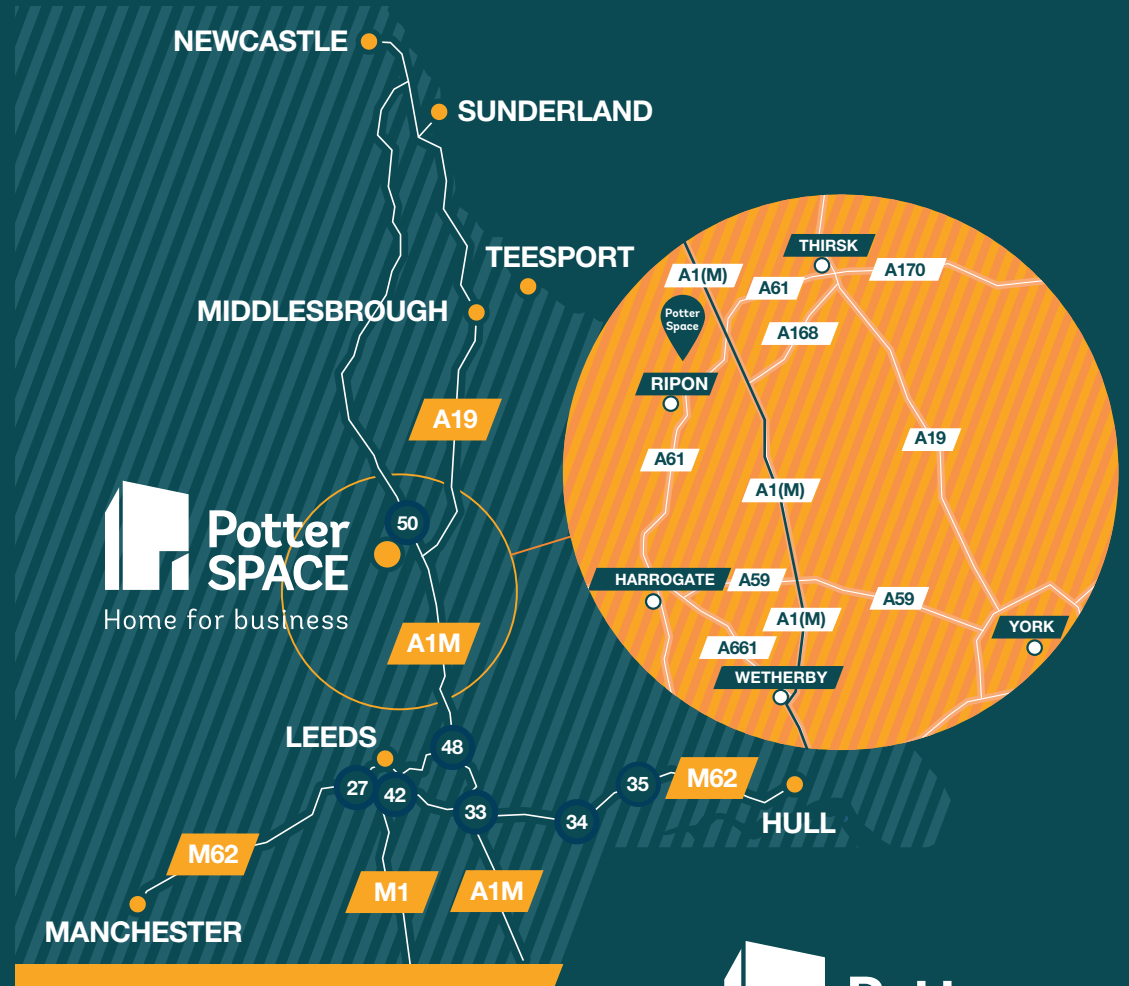 NEWCASTLE
SUNDERLAND
TEESPORT
MIDDLESBROUGH
A19
50
Potter
SPACE
Home for business
A1M
LEEDS
48
27
42
33
34
35
M62
HULL
M62
M1
A1M
MANCHESTER
THIRSK
A1(M)
A61
A170
Potter
Space
A168
RIPON
A19
A61
A1(M)
HARROGATE
A59
A59
A1(M)
YORK
A661
WETHERBY